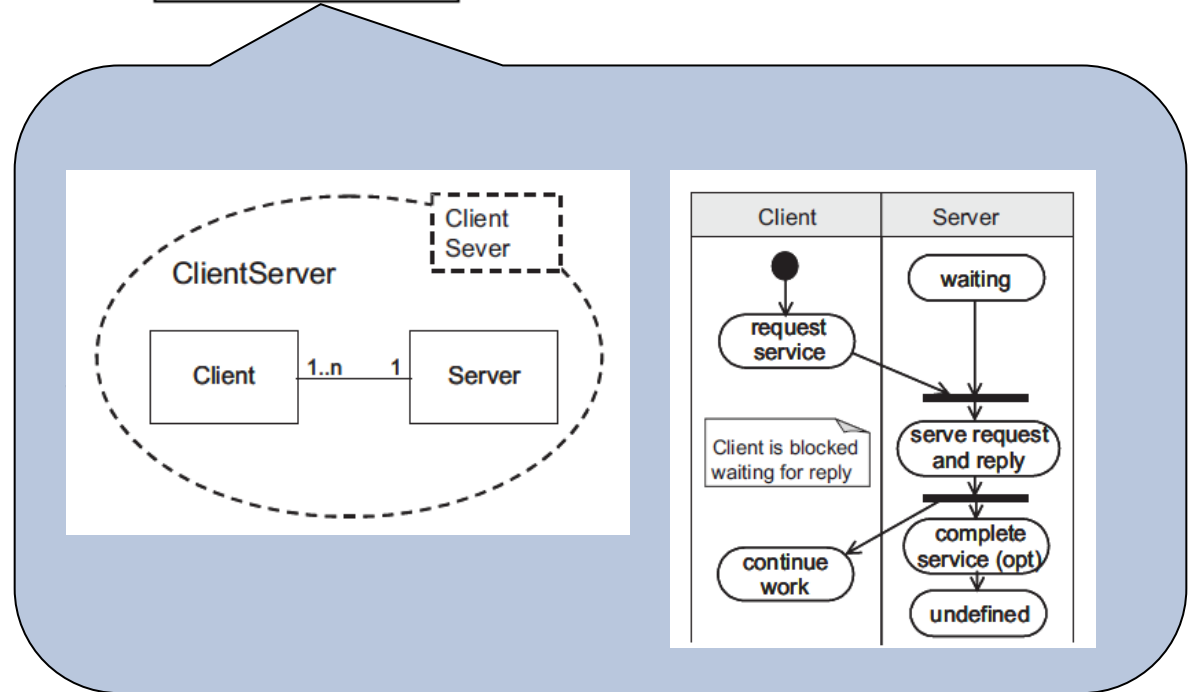 Client
Sever
ClientServer
Client
1..n
1
Server
Client
Server
waiting
request
service
Client is blocked
waiting for reply
serve request
and reply
complete
service (opt)
continue
work
undefined